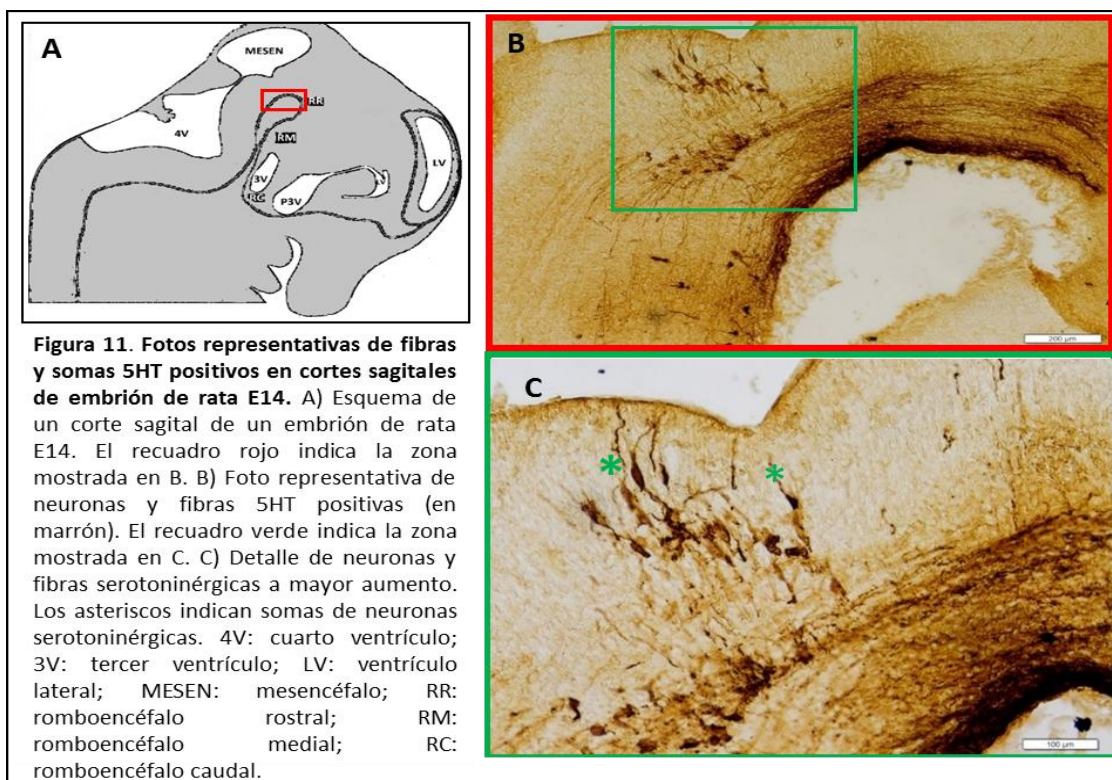 A
MESEN
RR
4V
RM
LV
3V
LV
RC
P3V
B
200 µm
Figura 11. Fotos representativas de fibras
y somas 5HT positivos en cortes sagitales
de embrión de rata E14. A) Esquema de
un corte sagital de un embrión de rata
E14. El recuadro rojo indica la zona
mostrada en B. B) Foto representativa de
neuronas y fibras 5HT positivas (en
marrón). El recuadro verde indica la zona
mostrada en C. C) Detalle de neuronas y
fibras serotoninérgicas a mayor aumento.
Los asteriscos indican somas de neuronas
serotoninérgicas. 4V: cuarto ventrículo;
3V: tercer ventrículo; LV: ventrículo
lateral; MESEN: mesencéfalo; RR:
romboencéfalo rostral; RM:
romboencéfalo medial; RC:
romboencéfalo caudal.
C
*
*
100 µm